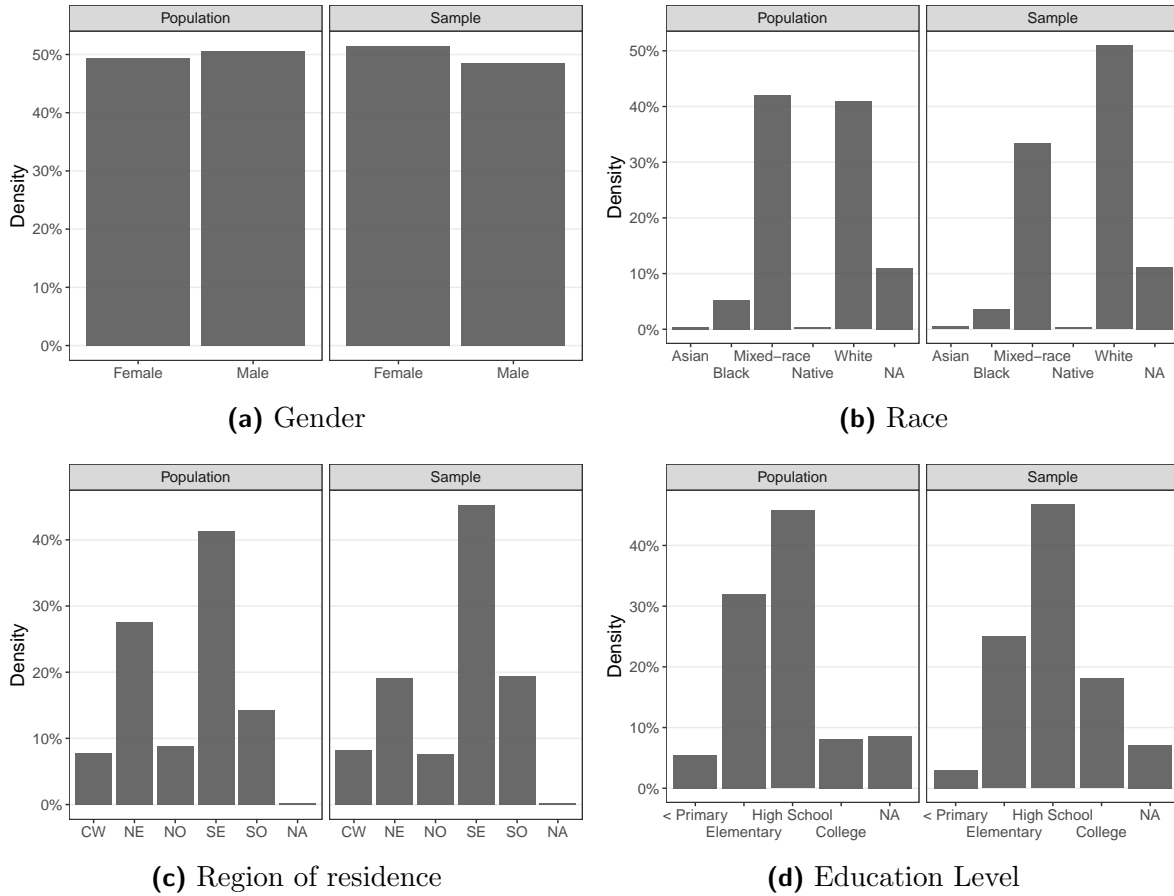 Population Sample
Density
50%
40%
30%
20%
10%
0%
Female Male Female Male
(a) Gender
Population Sample
Density
50%
40%
30%
20%
10%
0%
Asian Mixed−race White Asian Mixed−race White
Black Native NA Black Native NA
(b) Race
Population Sample
Density
40%
30%
20%
10%
0%
CW NE NO SE SO NA CW NE NO SE SO NA
(c) Region of residence
Population Sample
Density
40%
30%
20%
10%
0%
< Primary High School NA < Primary High School NA
Elementary College Elementary College
(d) Education Level